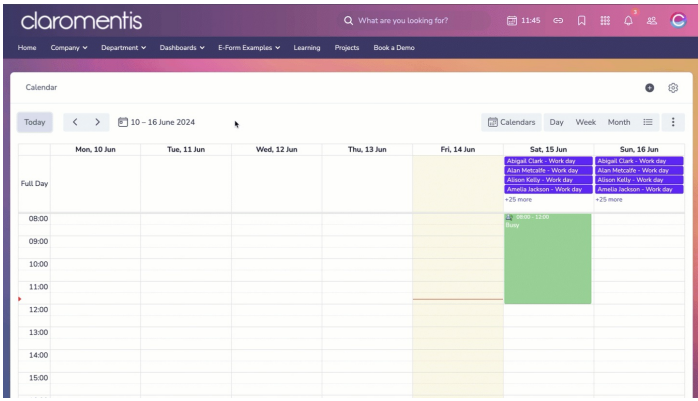 claromentis
What are you looking for?
11:45
2
Home Company Department Dashboards E-Form Examples Learning Projects Book a Demo
Calendar
Today 10 – 16 June 2024 Calendars Day Week Month
Mon, 10 Jun Tue, 11 Jun Wed, 12 Jun Thu, 13 Jun Fri, 14 Jun Sat, 15 Jun Sun, 16 Jun
Full Day
Abigail Clark - Work day Abigail Clark - Work day
Alan Metcalfe - Work day Alan Metcalfe - Work day
Alison Kelly - Work day Alison Kelly - Work day
Amelia Jackson - Work day Amelia Jackson - Work day
+25 more +25 more
08:00
Busy
09:00
10:00
11:00
12:00
13:00
14:00
15:00